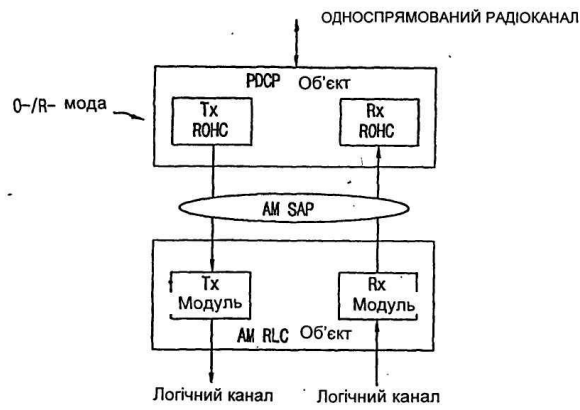 ОДНОСПРЯМОВАНИЙ РАДІОКАНАЛ
PDCP Об'єкт
O-/R- мода
Tx
ROHC
Rx
ROHC
AM SAP
Tx
Модуль
Rx
Модуль
AM RLC Об'єкт
Логічний канал
Логічний канал